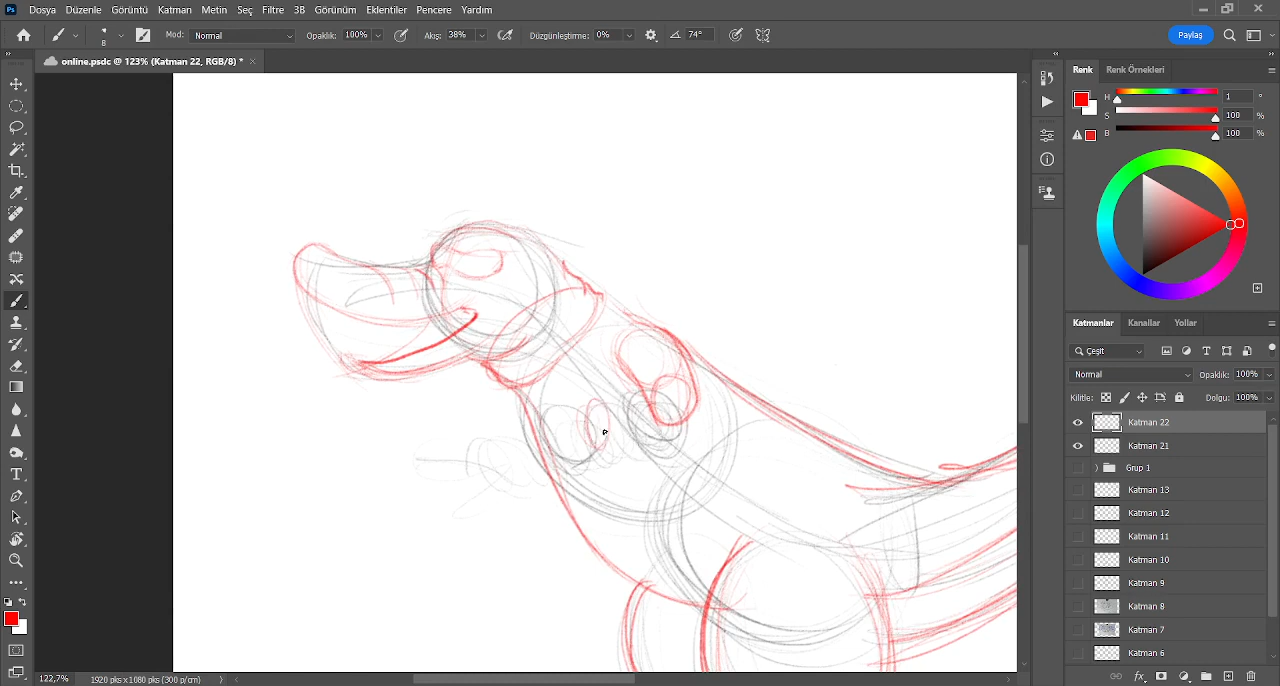 Ps Dosya Düzenle Görüntü Katman Metin Seç Filtre 3B Görünüm Eklentiler Pencere Yardım
8 Mod: Normal Opaklık: 100% Akış: 38% Düzgünleştirme: 0% 74° Paylaş
online.psdc @ 123% (Katman 22, RGB/8) *
Renk Renk Örnekleri
H 1 °
S 100 %
B 100 %
Katmanlar Kanallar Yollar
Çeşit
Normal Opaklık: 100%
Kilitle: Dolgu: 100%
Katman 22
Katman 21
Grup 1
Katman 13
Katman 12
Katman 11
Katman 10
Katman 9
Katman 8
Katman 7
Katman 6
122,7% 1920 pks x 1080 pks (300 p/cm)
fx